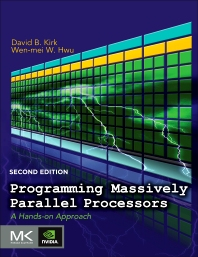 David B. Kirk
Wen-mei W. Hwu
SECOND EDITION
Programming Massively
Parallel Processors
A Hands-on Approach
MK
NVIDIA